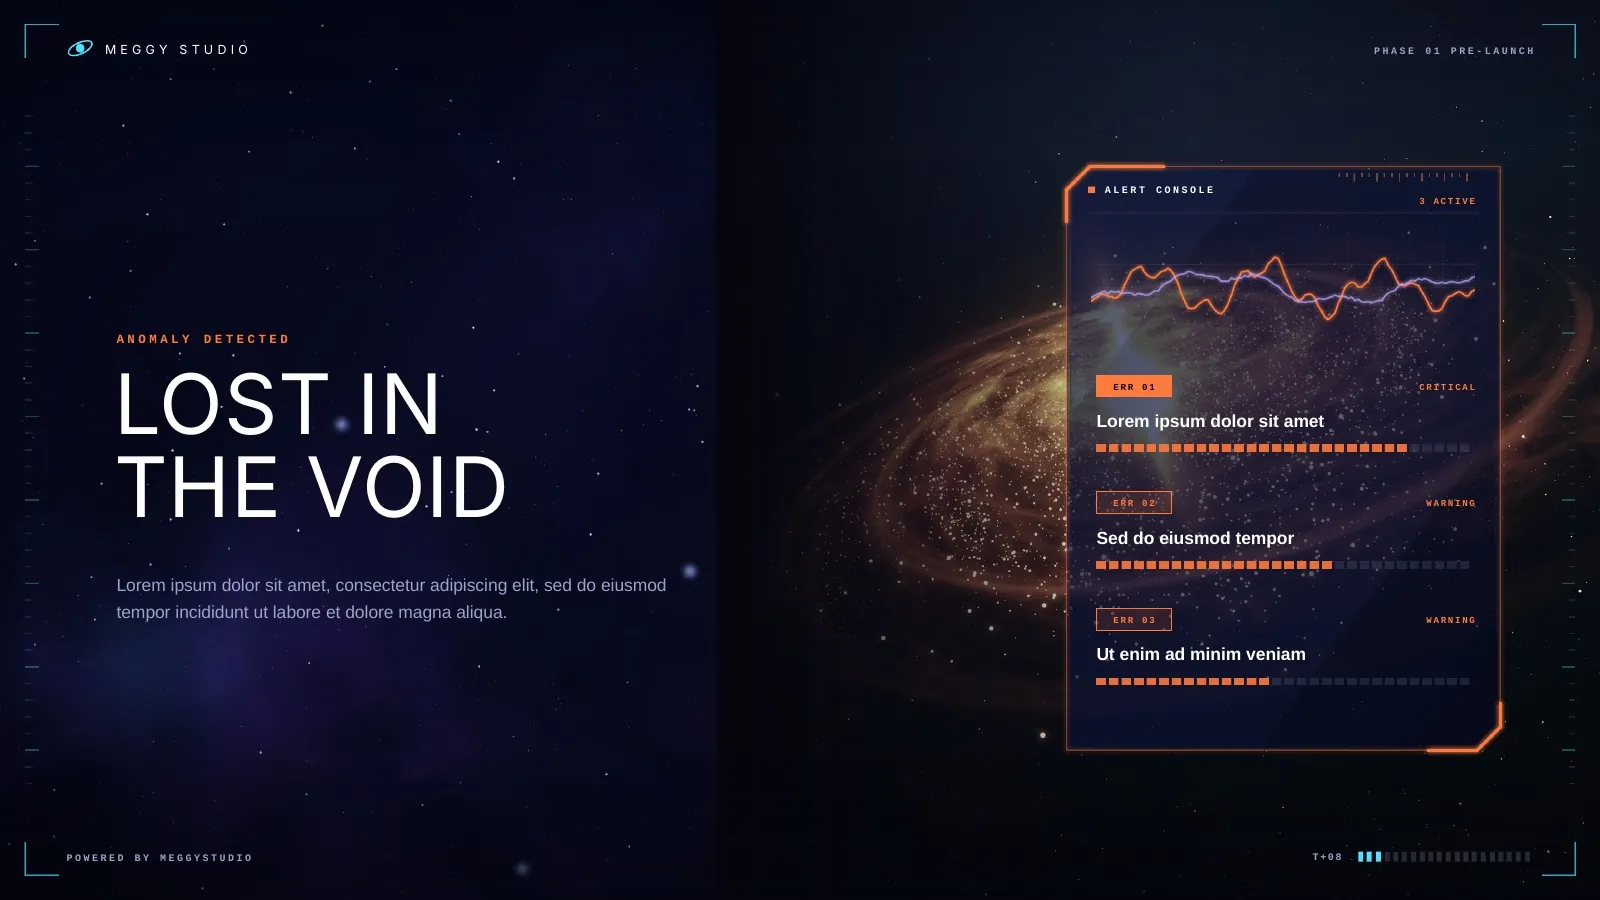 MEGGY STUDIO
PHASE 01 PRE-LAUNCH
ANOMALY DETECTED
LOST IN
THE VOID
Lorem ipsum dolor sit amet, consectetur adipiscing elit, sed do eiusmod
tempor incididunt ut labore et dolore magna aliqua.
ALERT CONSOLE
3 ACTIVE
ERR 01
CRITICAL
Lorem ipsum dolor sit amet
ERR 02
WARNING
Sed do eiusmod tempor
ERR 03
WARNING
Ut enim ad minim veniam
POWERED BY MEGGYSTUDIO
T+08